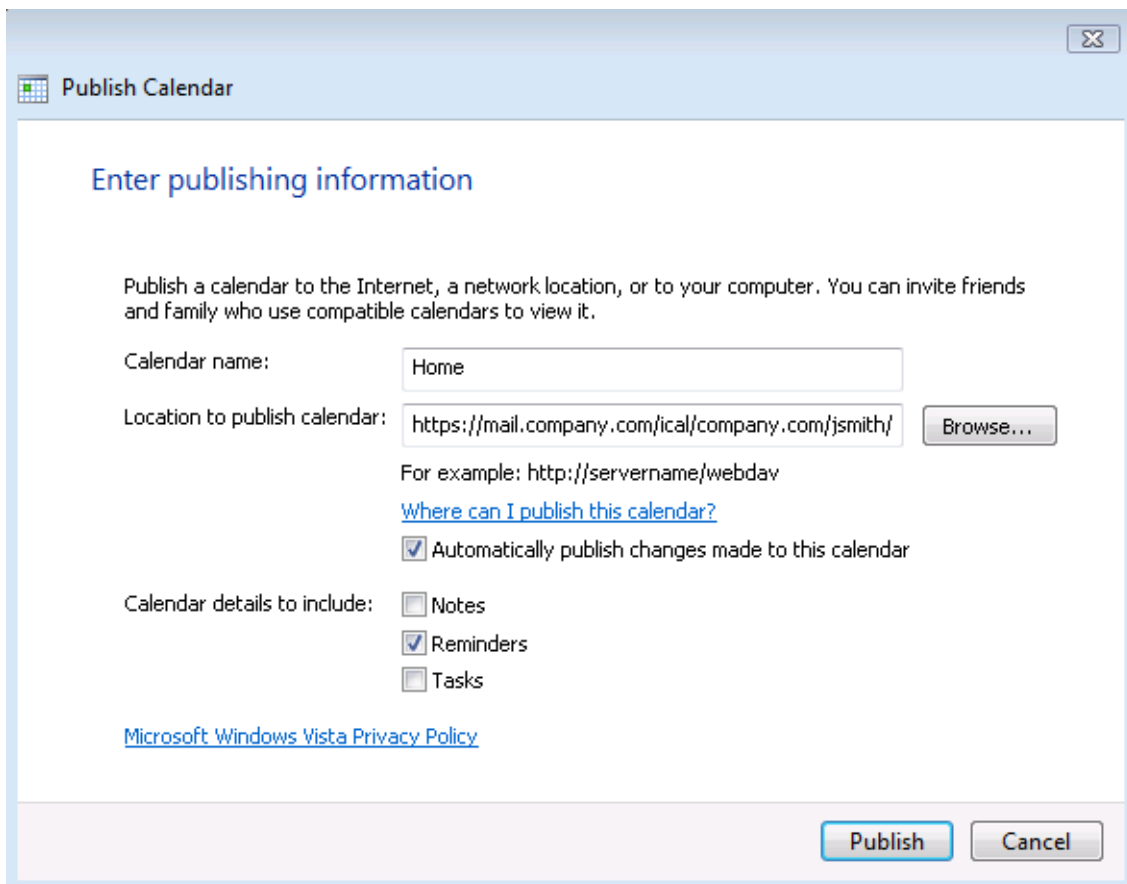 Publish Calendar
Enter publishing information
Publish a calendar to the Internet, a network location, or to your computer. You can invite friends
and family who use compatible calendars to view it.
Calendar name:
Home
Location to publish calendar:
https://mail.company.com/ical/company.com/jsmith/
Browse...
For example: http://servername/webdav
Where can I publish this calendar?
Automatically publish changes made to this calendar
Calendar details to include:
Notes
Reminders
Tasks
Microsoft Windows Vista Privacy Policy
Publish
Cancel